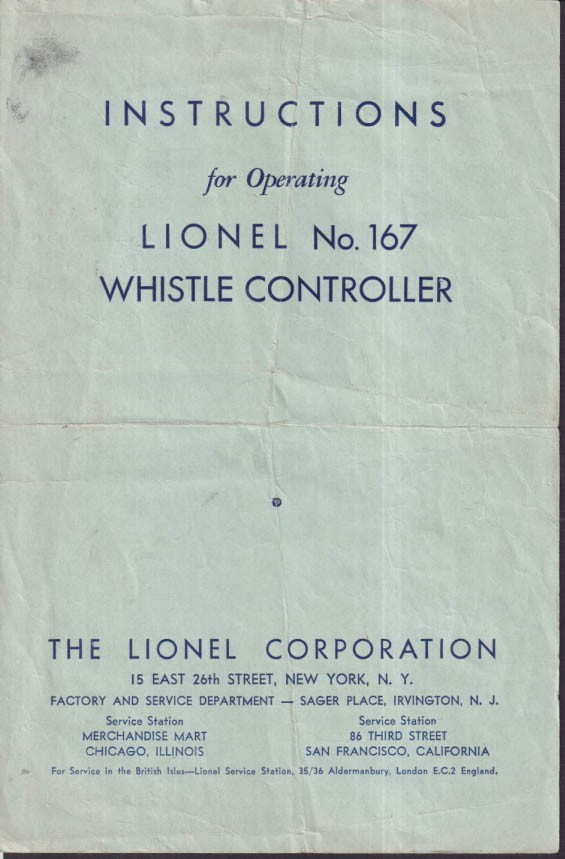 INSTRUCTIONS
for Operating
LIONEL No. 167
WHISTLE CONTROLLER
THE LIONEL CORPORATION
15 EAST 26th STREET, NEW YORK, N. Y.
FACTORY AND SERVICE DEPARTMENT — SAGER PLACE, IRVINGTON, N. J.
Service Station
MERCHANDISE MART
CHICAGO, ILLINOIS
Service Station
86 THIRD STREET
SAN FRANCISCO, CALIFORNIA
For Service in the British Isles—Lionel Service Station, 35/36 Aldermanbury, London E.C.2 England.